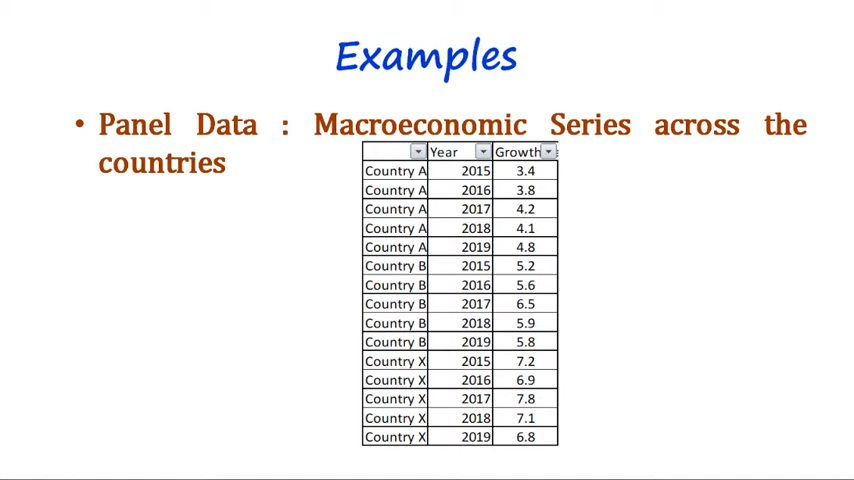 Examples
• Panel Data : Macroeconomic Series across the
countries
Year Growth
Country A 2015 3.4
Country A 2016 3.8
Country A 2017 4.2
Country A 2018 4.1
Country A 2019 4.8
Country B 2015 5.2
Country B 2016 5.6
Country B 2017 6.5
Country B 2018 5.9
Country B 2019 5.8
Country X 2015 7.2
Country X 2016 6.9
Country X 2017 7.8
Country X 2018 7.1
Country X 2019 6.8